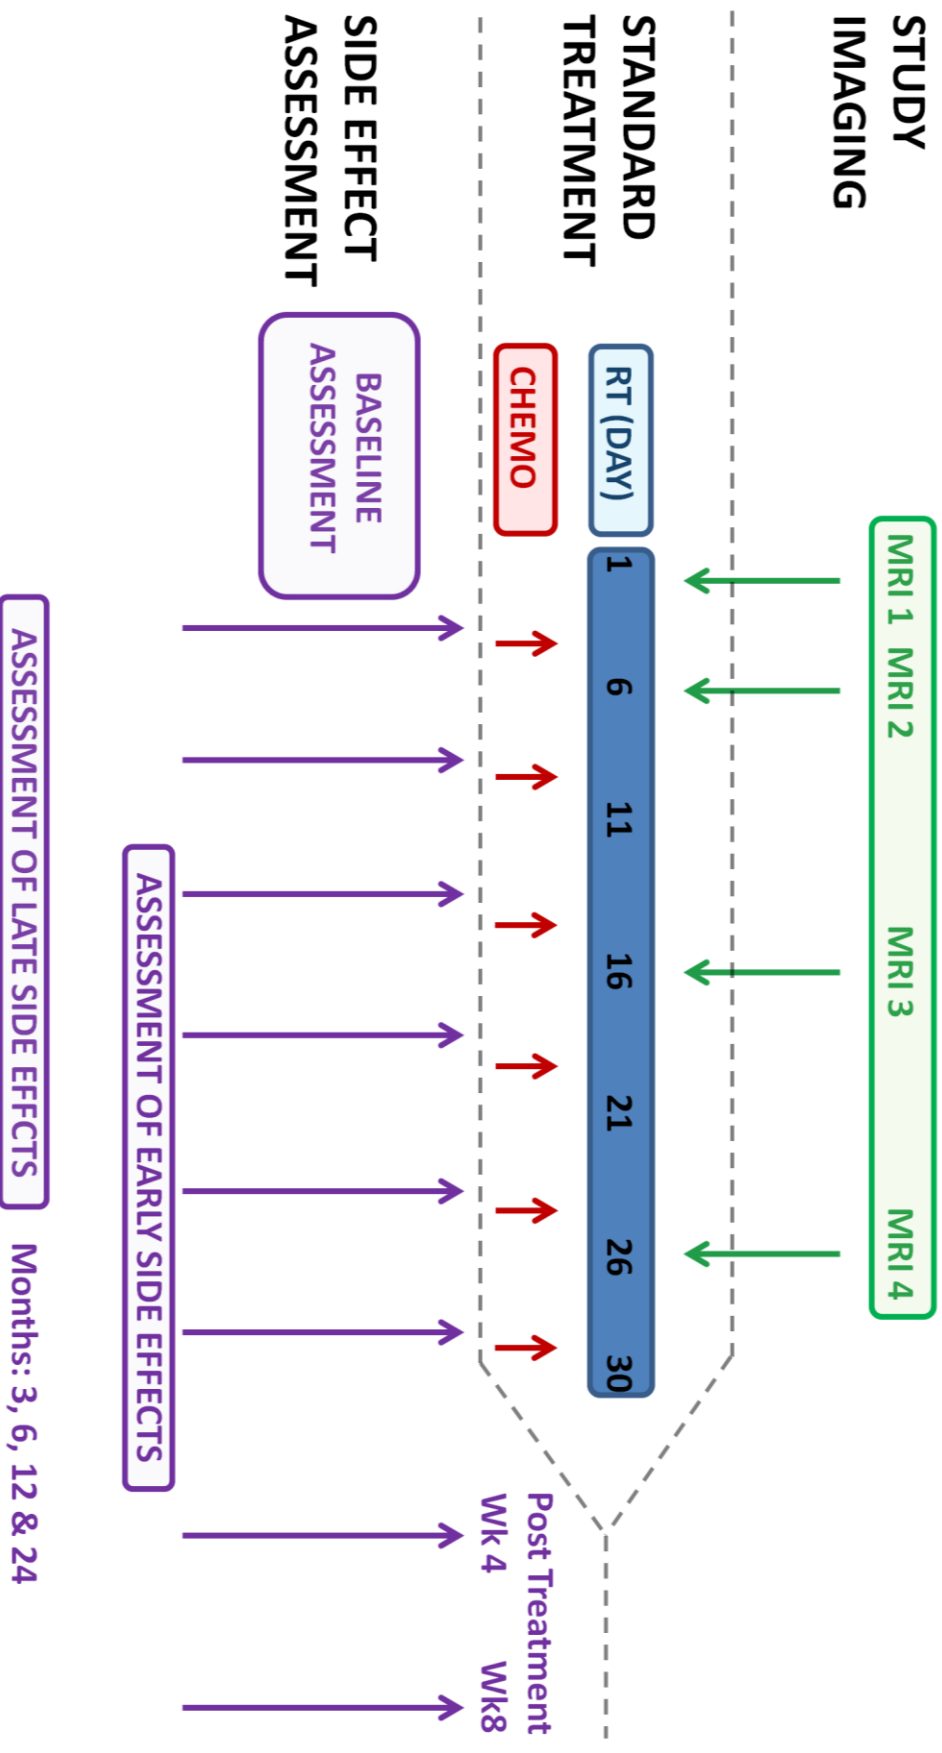 STUDY
IMAGING
MRI 1 MRI 2 MRI 3 MRI 4
STANDARD
TREATMENT
RT (DAY) 1 6 11 16 21 26 30
CHEMO
Post Treatment
Wk 4 Wk8
SIDE EFFECT
ASSESSMENT
BASELINE
ASSESSMENT
ASSESSMENT OF EARLY SIDE EFFECTS
ASSESSMENT OF LATE SIDE EFFCTS Months: 3, 6, 12 & 24